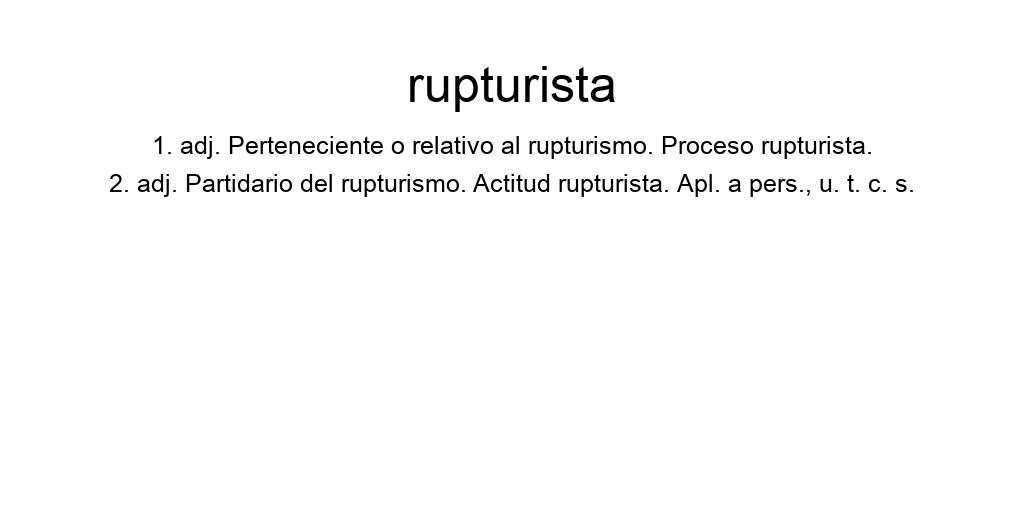 rupturista
1. adj. Perteneciente o relativo al rupturismo. Proceso rupturista.
2. adj. Partidario del rupturismo. Actitud rupturista. Apl. a pers., u. t. c. s.